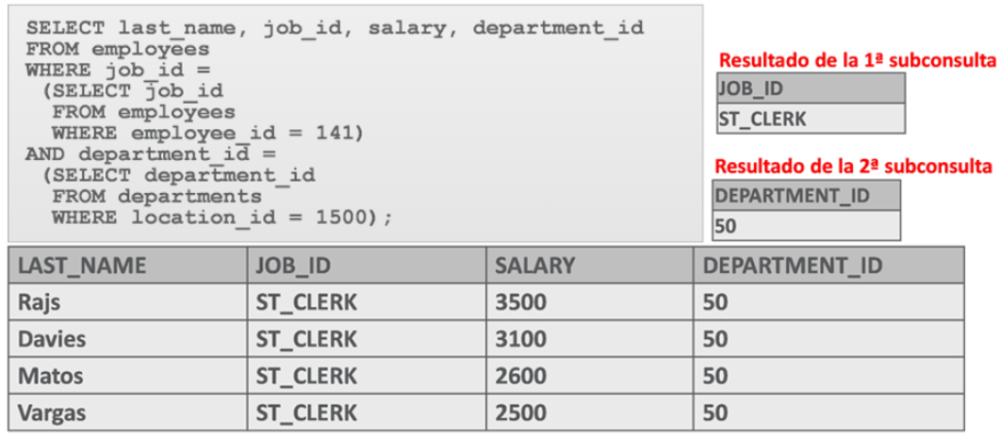 SELECT last_name, job_id, salary, department_id
FROM employees
WHERE job_id =
(SELECT job_id
FROM employees
WHERE employee_id = 141)
AND department_id =
(SELECT department_id
FROM departments
WHERE location_id = 1500);
Resultado de la 1ª subconsulta
JOB_ID
ST_CLERK
Resultado de la 2ª subconsulta
DEPARTMENT_ID
50
LAST_NAME JOB_ID SALARY DEPARTMENT_ID
Rajs ST_CLERK 3500 50
Davies ST_CLERK 3100 50
Matos ST_CLERK 2600 50
Vargas ST_CLERK 2500 50